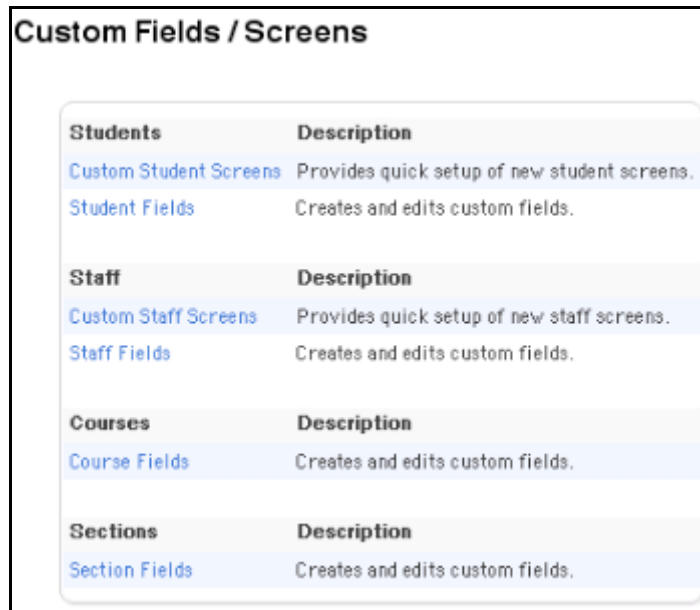 Custom Fields / Screens
Students Description
Custom Student Screens Provides quick setup of new student screens.
Student Fields Creates and edits custom fields.
Staff Description
Custom Staff Screens Provides quick setup of new staff screens.
Staff Fields Creates and edits custom fields.
Courses Description
Course Fields Creates and edits custom fields.
Sections Description
Section Fields Creates and edits custom fields.